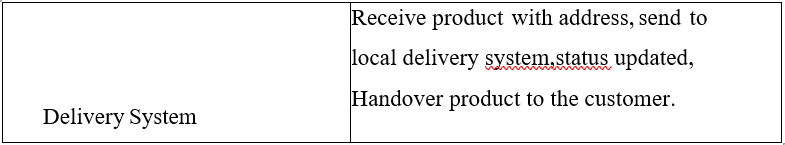 Receive product with address, send to
local delivery system,status updated,
Handover product to the customer.
Delivery System